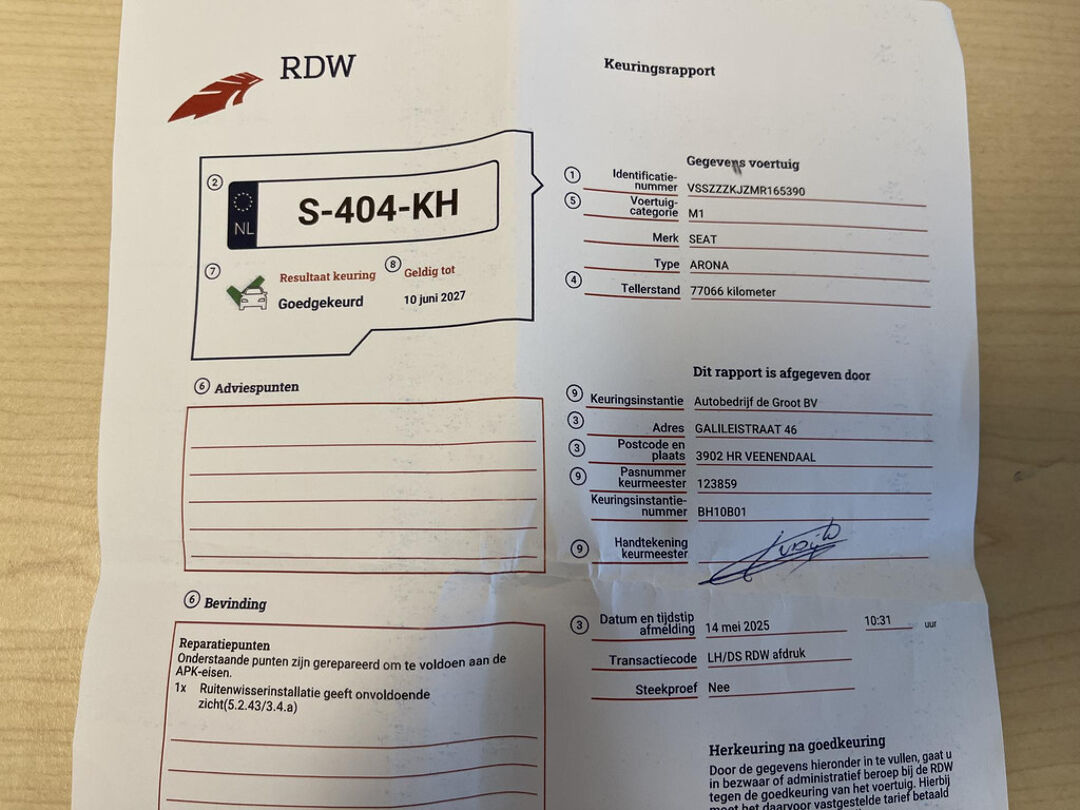 RDW
Keuringsrapport
2
NL
S-404-KH
7
Resultaat keuring
Goedgekeurd
8
Geldig tot
10 juni 2027
Gegevens voertuig
1
Identificatie-
nummer VSSZZZKJZMR165390
5
Voertuig-
categorie M1
Merk SEAT
Type ARONA
4
Tellerstand 77066 kilometer
6 Adviespunten
Dit rapport is afgegeven door
9
Keuringsinstantie Autobedrijf de Groot BV
3
Adres GALILEISTRAAT 46
3
Postcode en
plaats 3902 HR VEENENDAAL
9
Pasnummer
keurmeester 123859
Keuringsinstantie-
nummer BH10B01
9
Handtekening
keurmeester
6 Bevinding
Reparatiepunten
Onderstaande punten zijn gerepareerd om te voldoen aan de
APK-eisen.
1x Ruitenwisserinstallatie geeft onvoldoende
zicht(5.2.43/3.4.a)
3
Datum en tijdstip
afmelding 14 mei 2025 10:31 uur
Transactiecode LH/DS RDW afdruk
Steekproef Nee
Herkeuring na goedkeuring
Door de gegevens hieronder in te vullen, gaat u
in bezwaar of administratief beroep bij de RDW
tegen de goedkeuring van het voertuig. Hierbij
moet het daarvoor vastgestelde tarief betaald